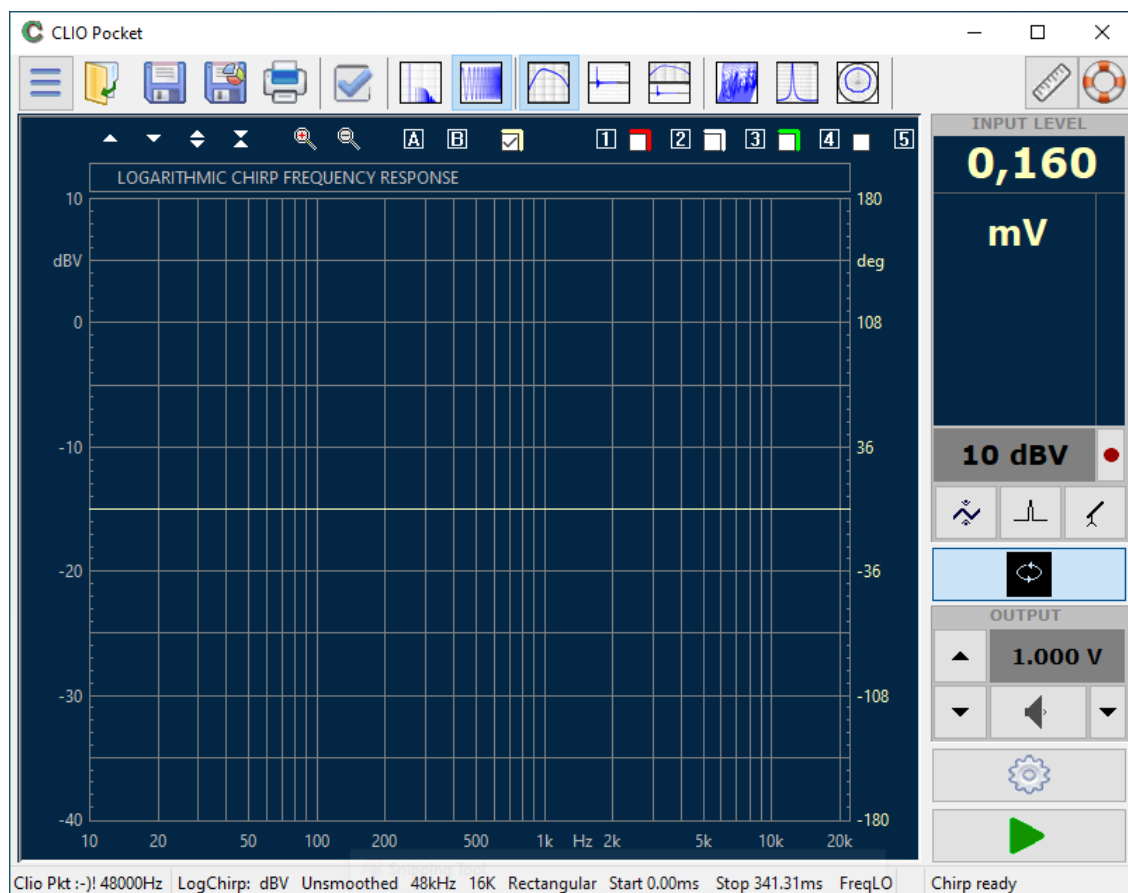 CLIO Pocket
INPUT LEVEL
0,160
mV
A B 1 2 3 4 5
LOGARITHMIC CHIRP FREQUENCY RESPONSE
10 180
dBV deg
0 108
-10 36
10 dBV
-20 -36
OUTPUT
1.000 V
-30 -108
-40 -180
10 20 50 100 200 500 1k Hz 2k 5k 10k 20k
Snipping Tool
Clio Pkt :-)! 48000Hz LogChirp: dBV Unsmoothed 48kHz 16K Rectangular Start 0.00ms Stop 341.31ms FreqLO Chirp ready